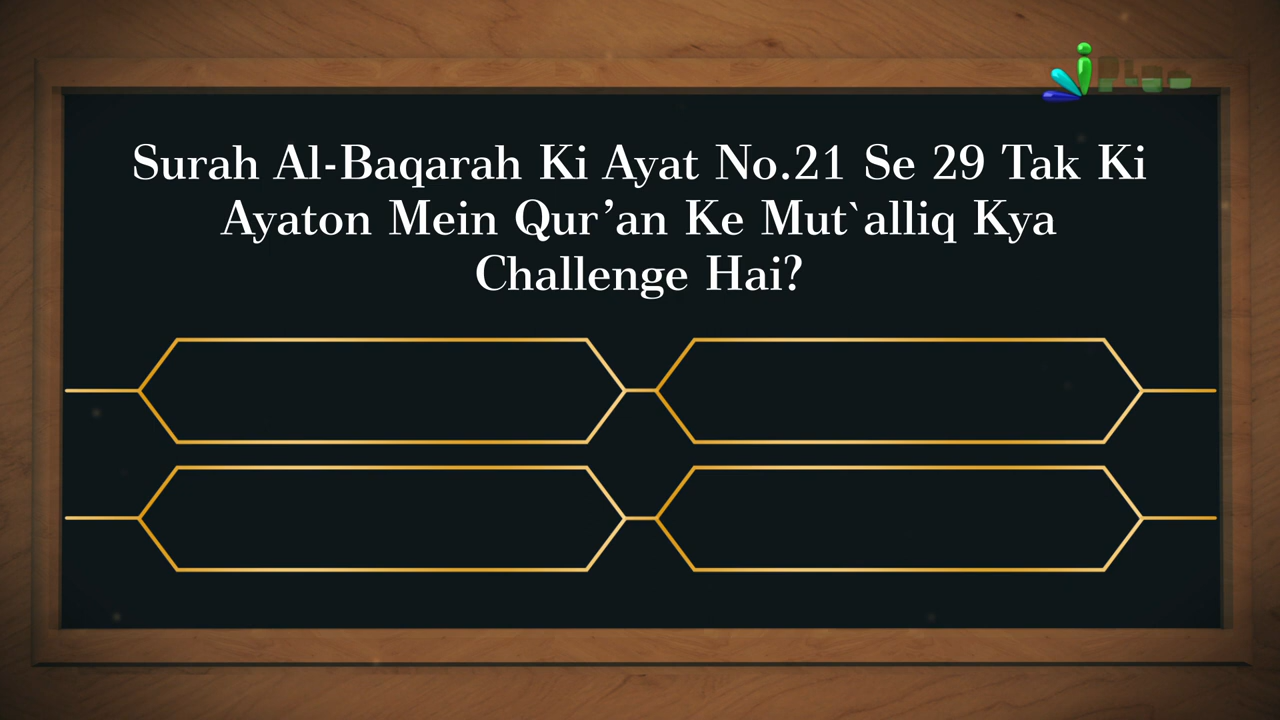 Surah Al-Baqarah Ki Ayat No.21 Se 29 Tak Ki
Ayaton Mein Qur’an Ke Mut`alliq Kya
Challenge Hai?